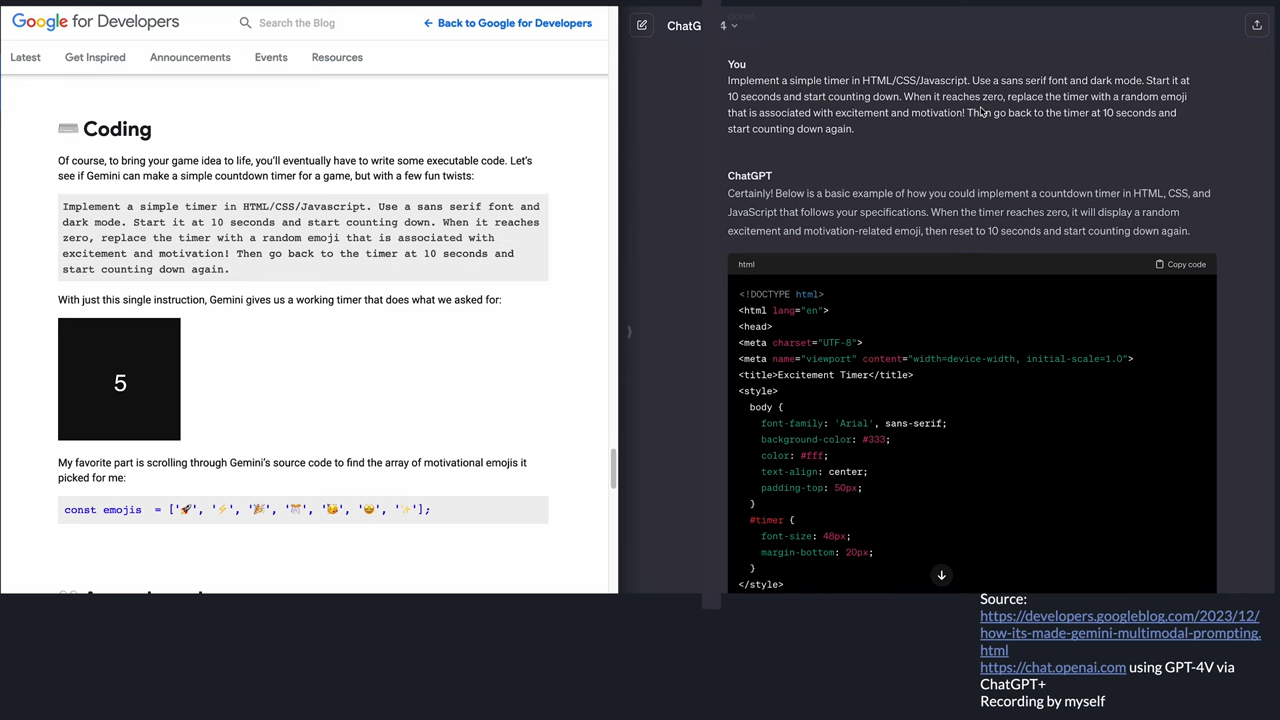 Google for Developers
Search the Blog
← Back to Google for Developers
Latest
Get Inspired
Announcements
Events
Resources
⌨️ Coding
Of course, to bring your game idea to life, you'll eventually have to write some executable code. Let's
see if Gemini can make a simple countdown timer for a game, but with a few fun twists:
Implement a simple timer in HTML/CSS/Javascript. Use a sans serif font and
dark mode. Start it at 10 seconds and start counting down. When it reaches
zero, replace the timer with a random emoji that is associated with
excitement and motivation! Then go back to the timer at 10 seconds and
start counting down again.
With just this single instruction, Gemini gives us a working timer that does what we asked for:
5
My favorite part is scrolling through Gemini's source code to find the array of motivational emojis it
picked for me:
const emojis  = ['🚀', '⚡', '🎉', '🎊', '🥳', '🤩', '✨'];
ChatG 4
You
Implement a simple timer in HTML/CSS/Javascript. Use a sans serif font and dark mode. Start it at
10 seconds and start counting down. When it reaches zero, replace the timer with a random emoji
that is associated with excitement and motivation! Then go back to the timer at 10 seconds and
start counting down again.
ChatGPT
Certainly! Below is a basic example of how you could implement a countdown timer in HTML, CSS, and
JavaScript that follows your specifications. When the timer reaches zero, it will display a random
excitement and motivation-related emoji, then reset to 10 seconds and start counting down again.
html
Copy code
<!DOCTYPE html>
<html lang="en">
<head>
<meta charset="UTF-8">
<meta name="viewport" content="width=device-width, initial-scale=1.0">
<title>Excitement Timer</title>
<style>
body {
font-family: 'Arial', sans-serif;
background-color: #333;
color: #fff;
text-align: center;
padding-top: 50px;
}
#timer {
font-size: 48px;
margin-bottom: 20px;
}
</style>
Source:
https://developers.googleblog.com/2023/12/
how-its-made-gemini-multimodal-prompting.
html
https://chat.openai.com using GPT-4V via
ChatGPT+
Recording by myself